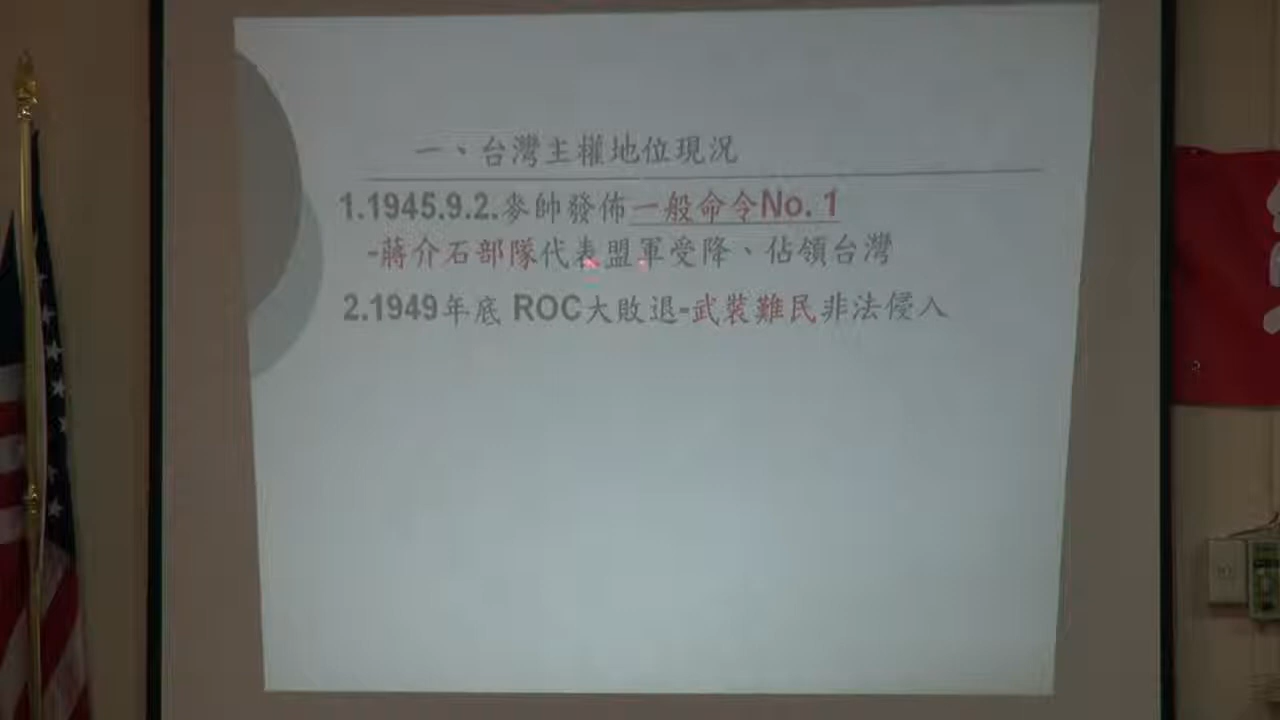 一、台灣主權地位現況
1.1945.9.2.麥帥發佈一般命令No. 1
-蔣介石部隊代表盟軍受降、佔領台灣
2.1949年底 ROC大敗退-武裝難民非法侵入